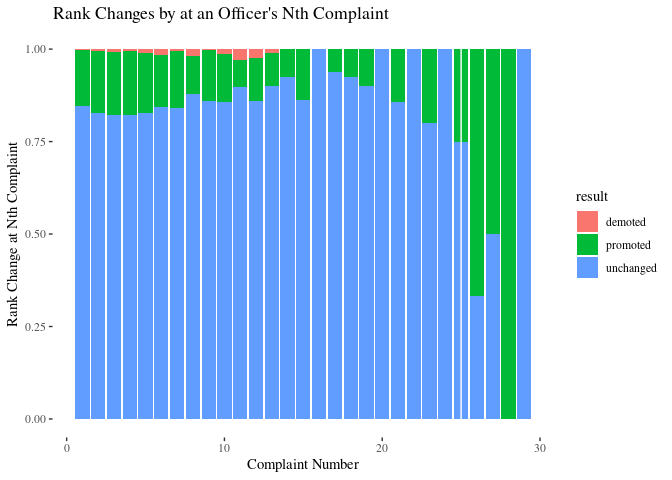 Rank Changes by at an Officer's Nth Complaint
1.00
0.75
0.50
0.25
0.00
Rank Change at Nth Complaint
0
10
20
30
Complaint Number
result
demoted
promoted
unchanged